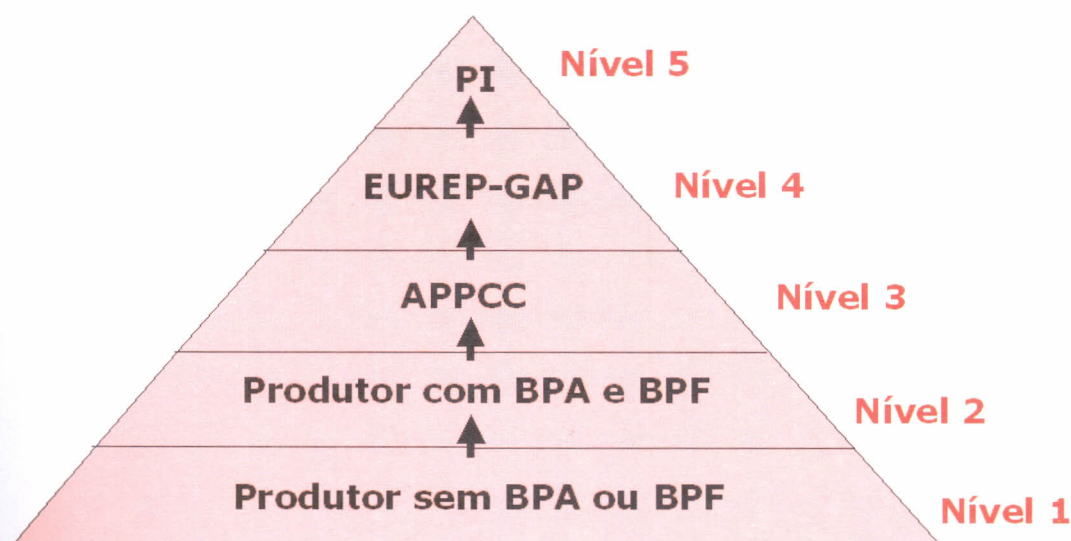 PI
Nível 5
EUREP-GAP
Nível 4
APPCC
Nível 3
Produtor com BPA e BPF
Nível 2
Produtor sem BPA ou BPF
Nível 1